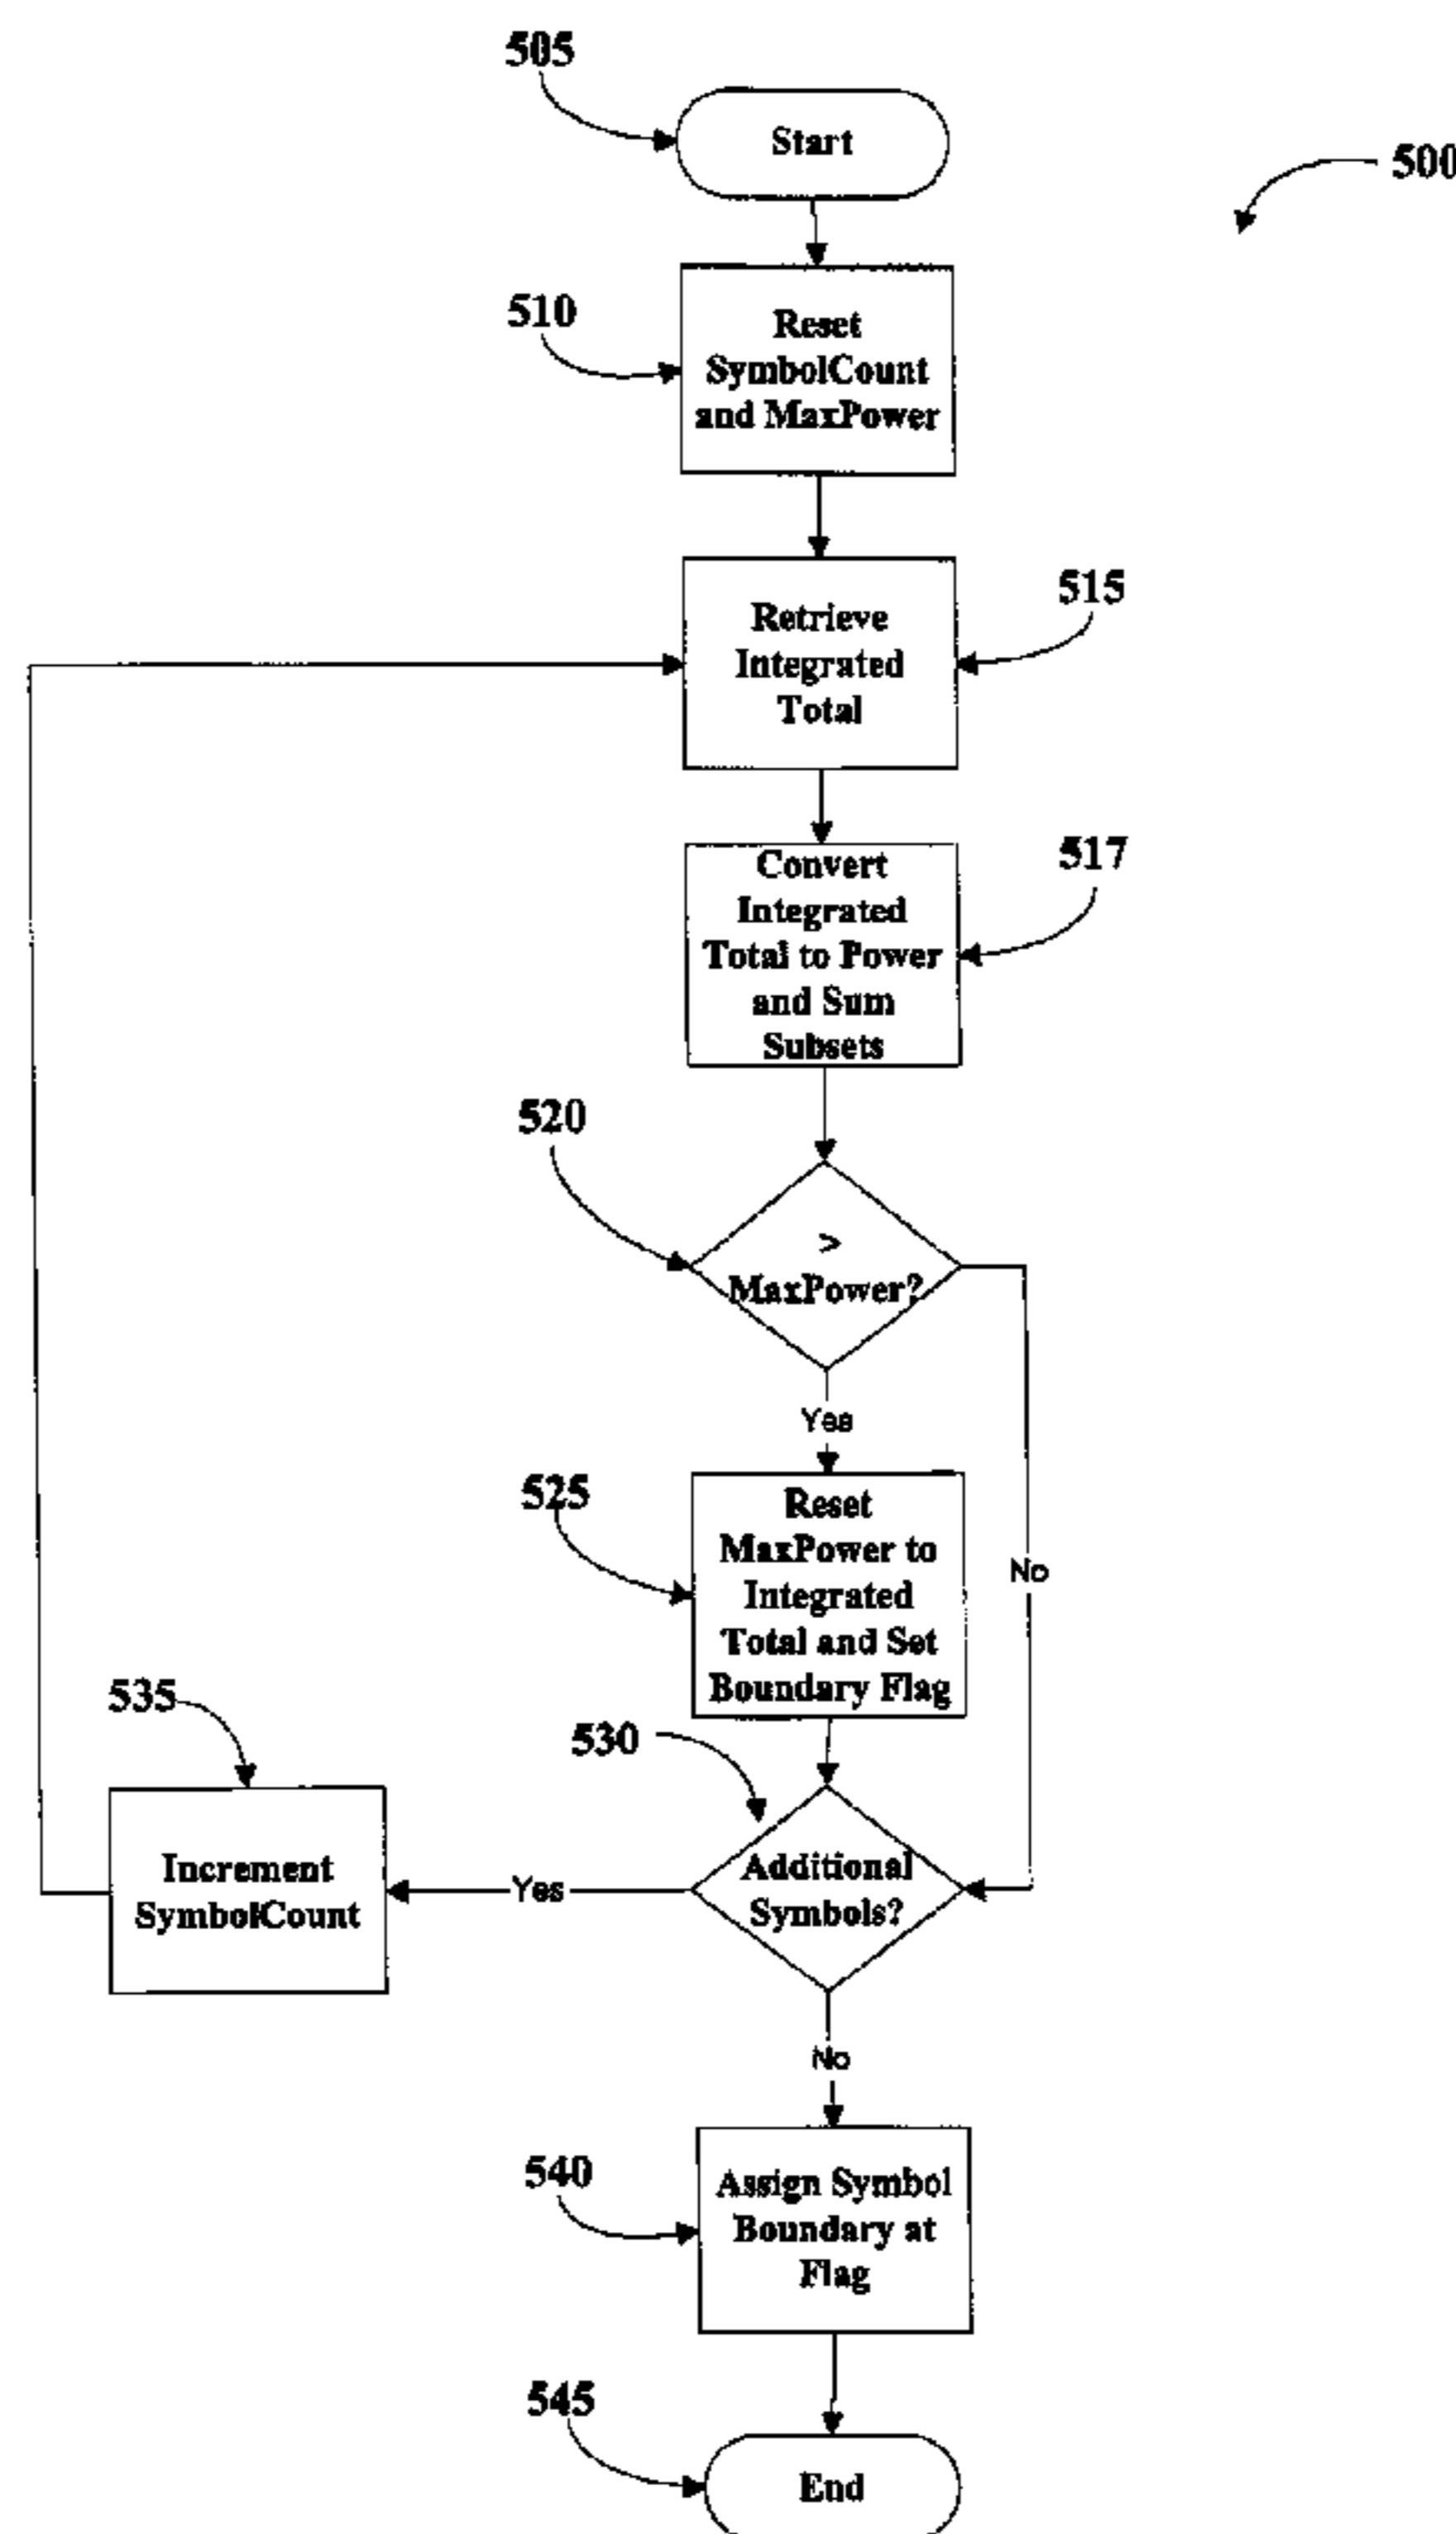 505
Start
500
510
Reset
SymbolCount
and MaxPower
515
Retrieve
Integrated
Total
517
Convert
Integrated
Total to Power
and Sum
Subsets
520
>
MaxPower?
Yes
525
Reset
MaxPower to
Integrated
Total and Set
Boundary Flag
No
535
530
Increment
SymbolCount
Yes
Additional
Symbols?
No
540
Assign Symbol
Boundary at
Flag
545
End